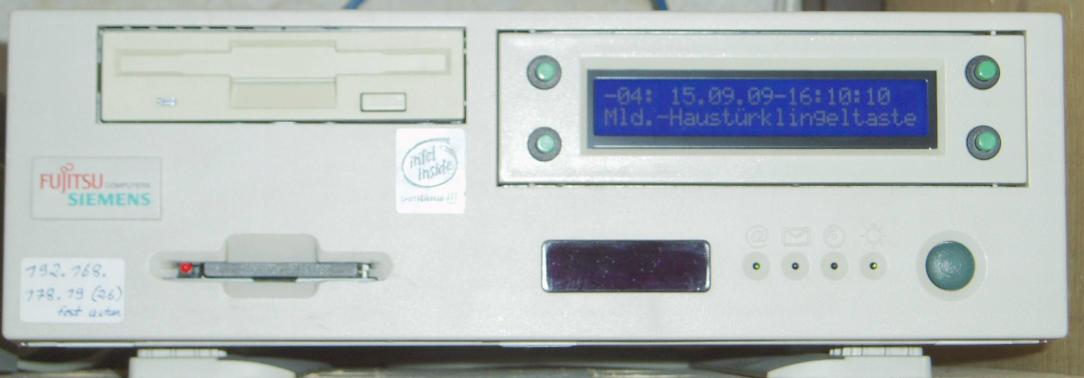 -04: 15.09.09-16:10:10
Mld.-Haustürklingeltaste
intel
inside
FUJITSU COMPUTERS
SIEMENS
192.168.
178.19 (26)
fest
@